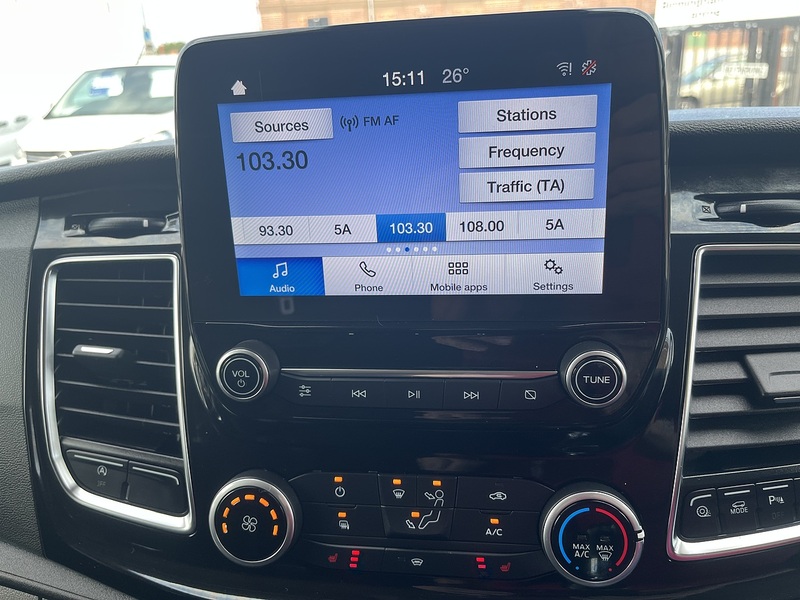 15:11 26°
Sources FM AF Stations
103.30 Frequency
Traffic (TA)
93.30 5A 103.30 108.00 5A
Audio Phone Mobile apps Settings
VOL TUNE
A/C
MAX A/C MAX
MODE
P